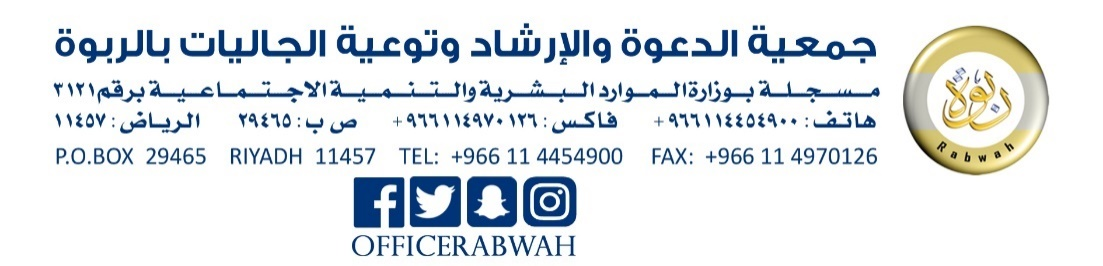 جمعية الدعوة والإرشاد وتوعية الجاليات بالربوة
مسجلة بوزارة الموارد البشرية والتنمية الاجتماعية برقم ٣١٢١
هاتف: ٩٦٦١١٤٤٥٤٩٠٠+ فاكس: ٩٦٦١١٤٩٧٠١٢٦+ ص ب: ٢٩٤٦٥ الرياض: ١١٤٥٧
P.O.BOX 29465 RIYADH 11457 TEL: +966 11 4454900 FAX: +966 11 4970126
OFFICERABWAH
ربوة
Rabwah